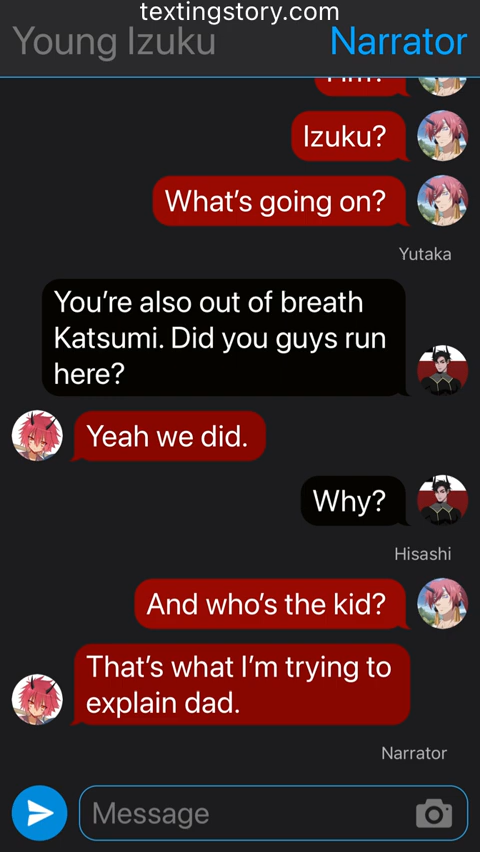 textingstory.com
Young Izuku
Narrator
Izuku?
What's going on?
Yutaka
You're also out of breath
Katsumi. Did you guys run
here?
Yeah we did.
Why?
Hisashi
And who's the kid?
That's what I'm trying to
explain dad.
Narrator
Message